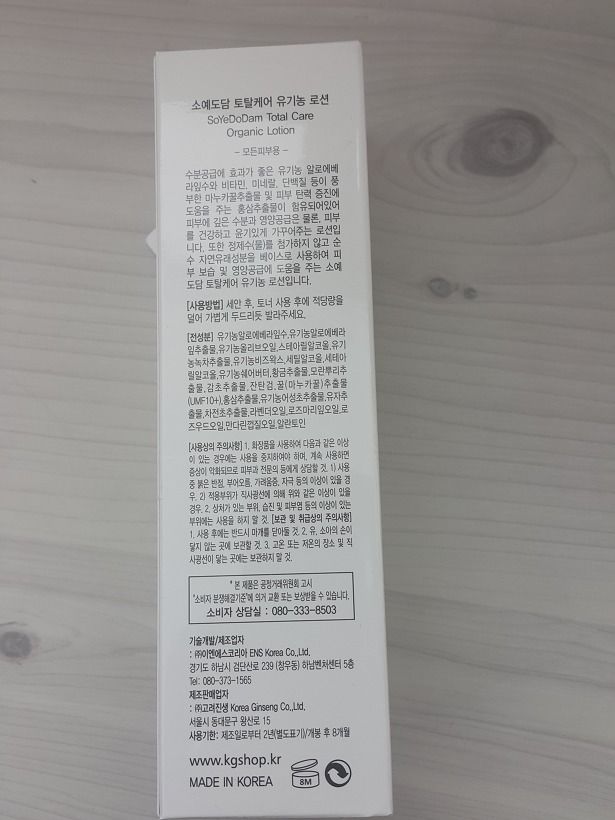 소예도담 토탈케어 유기농 로션
SoYeDoDam Total Care
Organic Lotion
- 모든피부용 -
수분공급에 효과가 좋은 유기농 알로에베
라잎수와 비타민, 미네랄, 단백질 등이 풍
부한 마누카꿀추출물 및 피부 탄력 증진에
도움을 주는 홍삼추출물이 함유되어있어
피부에 깊은 수분과 영양공급은 물론, 피부
를 건강하고 윤기있게 가꾸어주는 로션입
니다. 또한 정제수(물)를 첨가하지 않고 순
수 자연유래성분을 베이스로 사용하여 피
부 보습 및 영양공급에 도움을 주는 소예
도담 토탈케어 유기농 로션입니다.
[사용방법] 세안 후, 토너 사용 후에 적당량을
덜어 가볍게 두드리듯 발라주세요.
[전성분] 유기농알로에베라잎수,유기농알로에베라
잎추출물,유기농올리브오일,스테아릴알코올,유기
농녹차추출물,유기농비즈왁스,세틸알코올,세테아
릴알코올,유기농쉐어버터,황금추출물,모란뿌리추
출물,감초추출물,잔탄검,꿀(마누카꿀)추출물
(UMF10+),홍삼추출물,유기농어성초추출물,유자추
출물,차전초추출물,라벤더오일,로즈마리잎오일,로
즈우드오일,만다린껍질오일,알란토인
[사용상의 주의사항] 1. 화장품을 사용하여 다음과 같은 이상
이 있는 경우에는 사용을 중지하여야 하며, 계속 사용하면
증상이 악화되므로 피부과 전문의 등에게 상담할 것. 1) 사용
중 붉은 반점, 부어오름, 가려움증, 자극 등의 이상이 있을 경
우. 2) 적용부위가 직사광선에 의해 위와 같은 이상이 있을
경우. 2. 상처가 있는 부위, 습진 및 피부염 등의 이상이 있는
부위에는 사용을 하지 말 것. [보관 및 취급상의 주의사항]
1. 사용 후에는 반드시 마개를 닫아둘 것. 2. 유, 소아의 손이
닿지 않는 곳에 보관할 것. 3. 고온 또는 저온의 장소 및 직
사광선이 닿는 곳에는 보관하지 말 것.
* 본 제품은 공정거래위원회 고시
"소비자 분쟁해결기준"에 의거 교환 또는 보상받을 수 있습니다.
소비자 상담실 : 080-333-8503
기술개발/제조업자
: ㈜이엔에스코리아 ENS Korea Co.,Ltd.
경기도 하남시 검단산로 239 (창우동) 하남벤처센터 5층
Tel: 080-373-1565
제조판매업자
: ㈜고려진생 Korea Ginseng Co.,Ltd.
서울시 동대문구 왕산로 15
사용기한: 제조일로부터 2년(별도표기)/개봉 후 8개월
www.kgshop.kr
MADE IN KOREA 8M